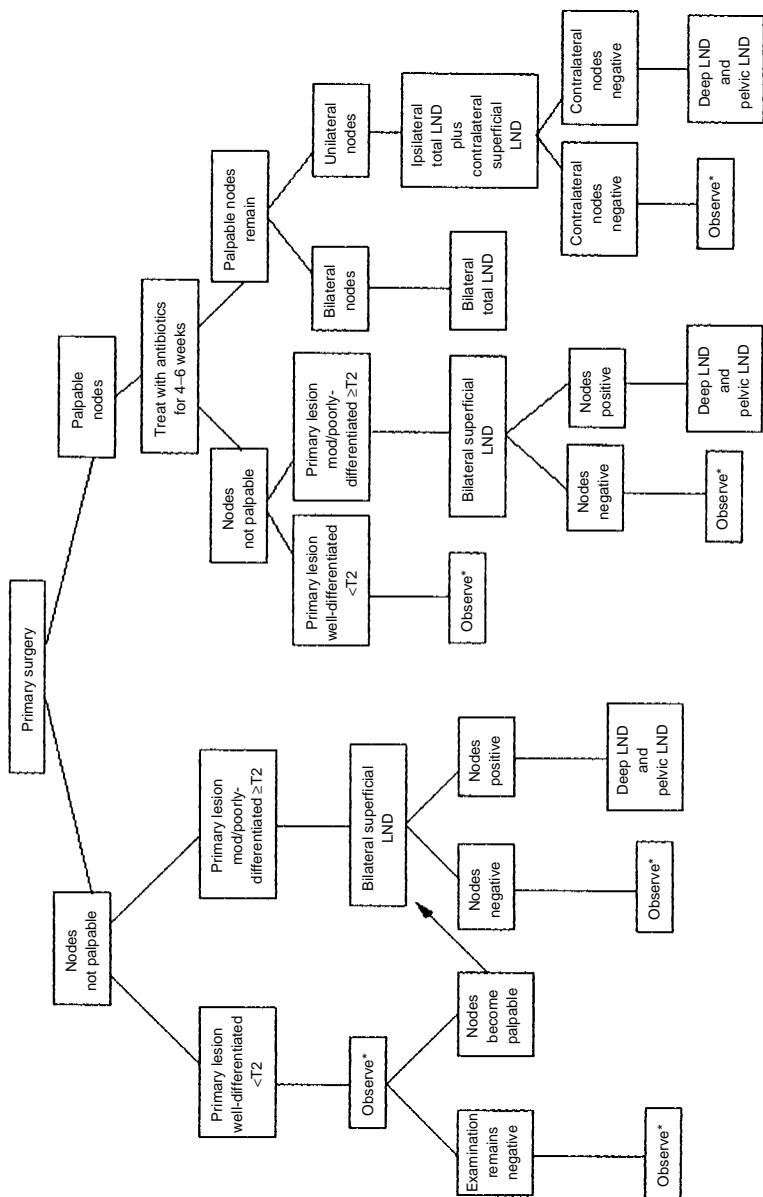 Primary surgery
Nodes
not palpable
Palpable
nodes
Primary lesion
well-differentiated
<T2
Primary lesion
mod/poorly-
differentiated ≥T2
Treat with antibiotics
for 4–6 weeks
Observe*
Bilateral superficial
LND
Nodes
not palpable
Palpable nodes
remain
Examination
remains
negative
Nodes
become
palpable
Nodes
negative
Nodes
positive
Primary lesion
well-differentiated
<T2
Primary lesion
mod/poorly-
differentiated ≥T2
Bilateral
nodes
Unilateral
nodes
Observe*
Observe*
Deep LND
and
pelvic LND
Observe*
Bilateral superficial
LND
Bilateral
total LND
Ipsilateral
total LND
plus
contralateral
superficial
LND
Nodes
negative
Nodes
positive
Contralateral
nodes
negative
Contralateral
nodes
negative
Observe*
Deep LND
and
pelvic LND
Observe*
Deep LND
and
pelvic LND